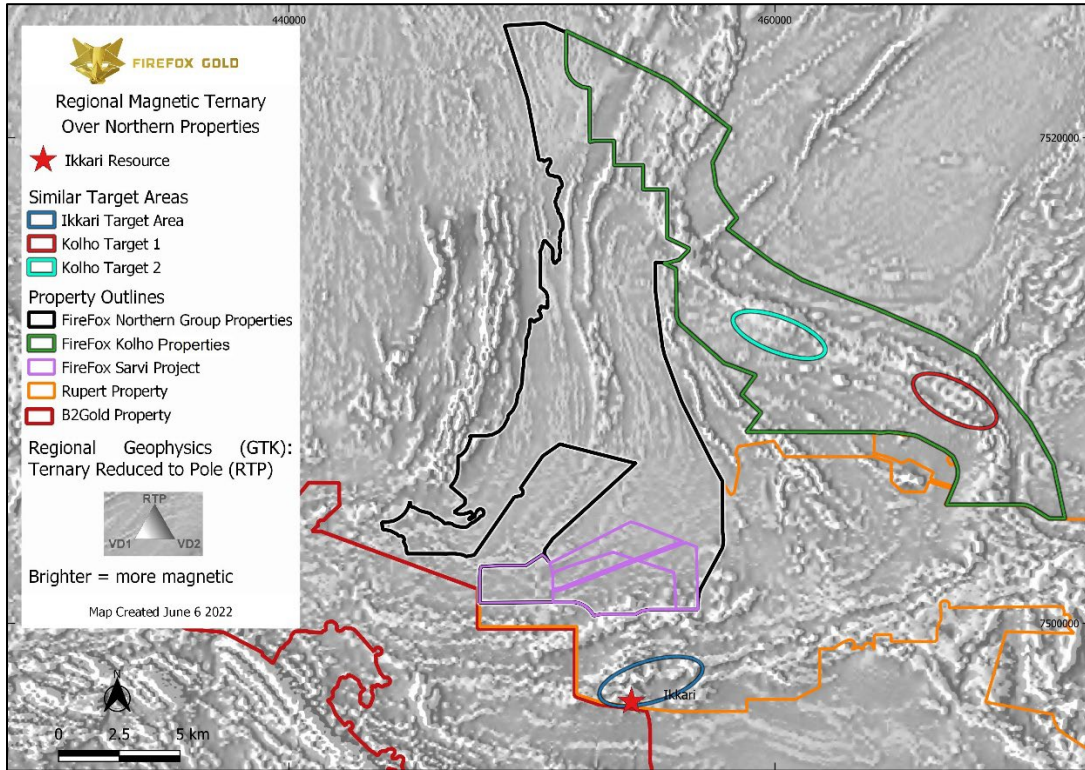 440000
460000
FIREFOX GOLD
Regional Magnetic Ternary
Over Northern Properties
Ikkari Resource
Similar Target Areas
Ikkari Target Area
Kolho Target 1
Kolho Target 2
Property Outlines
FireFox Northern Group Properties
FireFox Kolho Properties
FireFox Sarvi Project
Rupert Property
B2Gold Property
Regional Geophysics (GTK):
Ternary Reduced to Pole (RTP)
RTP
VD1 VD2
Brighter = more magnetic
Map Created June 6 2022
7520000
7500000
Ikkari
N
0 2.5 5 km